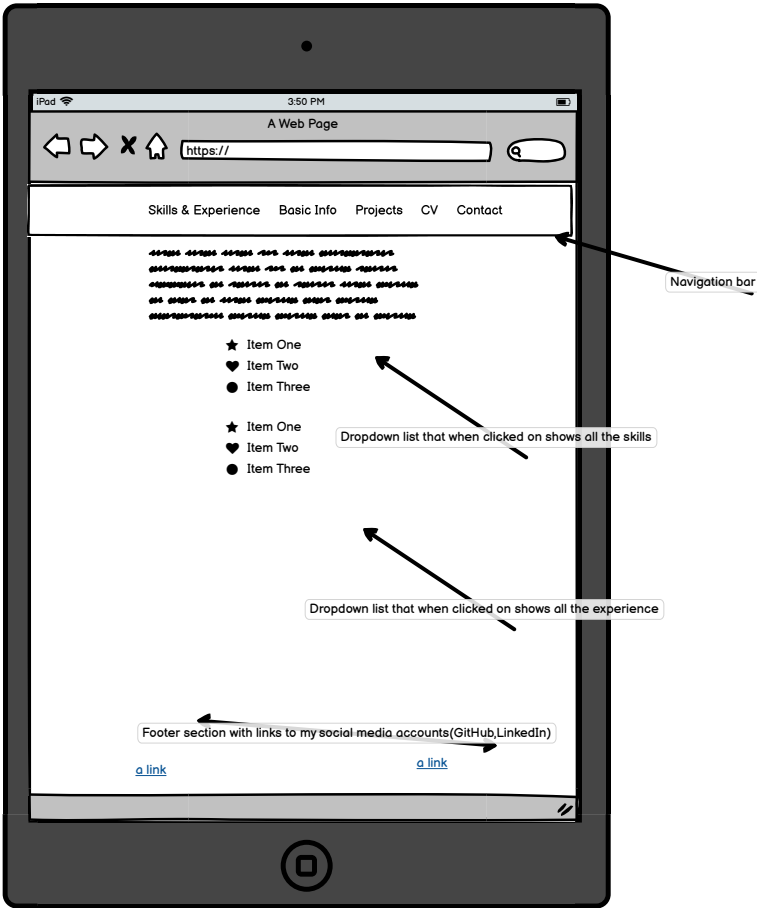 iPad 3:50 PM
A Web Page
https://
Skills & Experience Basic Info Projects CV Contact
Navigation bar
Item One
Item Two
Item Three
Item One
Item Two
Item Three
Dropdown list that when clicked on shows all the skills
Dropdown list that when clicked on shows all the experience
Footer section with links to my social media accounts(GitHub,LinkedIn)
a link a link